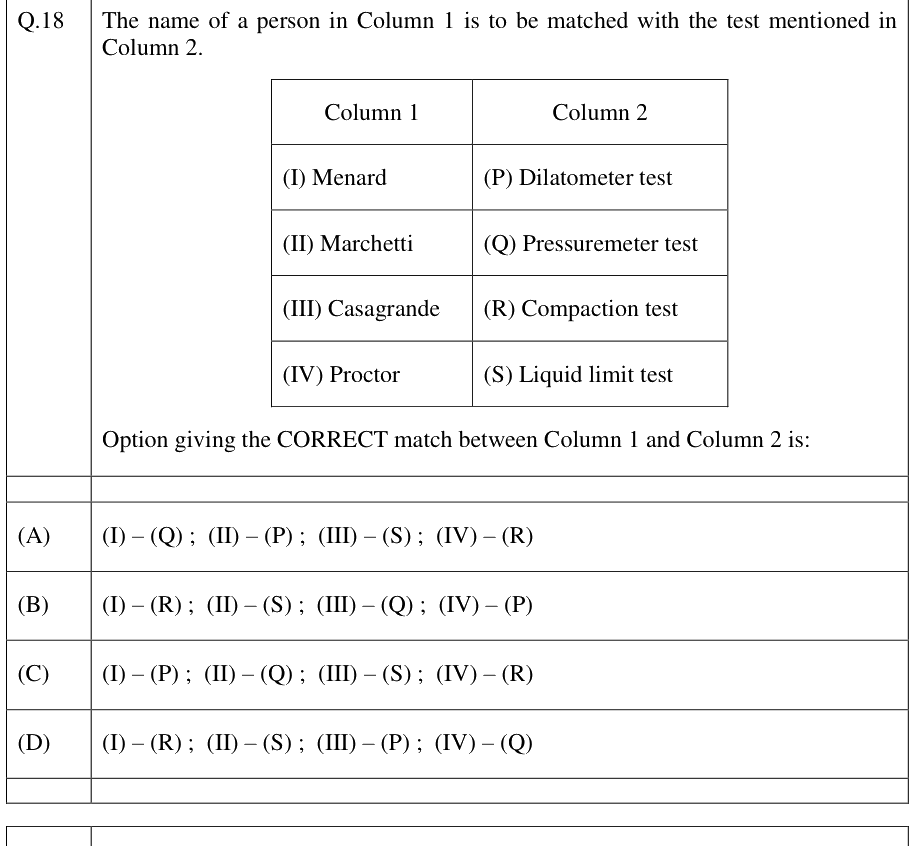 Q.18 The name of a person in Column 1 is to be matched with the test mentioned in
Column 2.
Column 1 Column 2
(I) Menard (P) Dilatometer test
(II) Marchetti (Q) Pressuremeter test
(III) Casagrande (R) Compaction test
(IV) Proctor (S) Liquid limit test
Option giving the CORRECT match between Column 1 and Column 2 is:
(A) (I) – (Q) ; (II) – (P) ; (III) – (S) ; (IV) – (R)
(B) (I) – (R) ; (II) – (S) ; (III) – (Q) ; (IV) – (P)
(C) (I) – (P) ; (II) – (Q) ; (III) – (S) ; (IV) – (R)
(D) (I) – (R) ; (II) – (S) ; (III) – (P) ; (IV) – (Q)